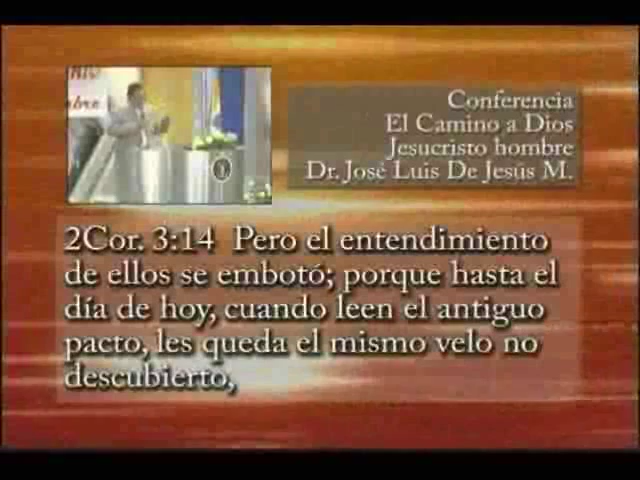 Conferencia
El Camino a Dios
Jesucristo hombre
Dr. José Luis De Jesús M.
2Cor. 3:14 Pero el entendimiento
de ellos se embotó; porque hasta el
día de hoy, cuando leen el antiguo
pacto, les queda el mismo velo no
descubierto,